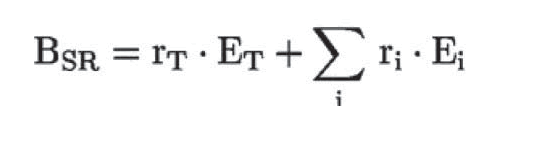 B_SR = r_T · E_T + ∑_i r_i · E_i